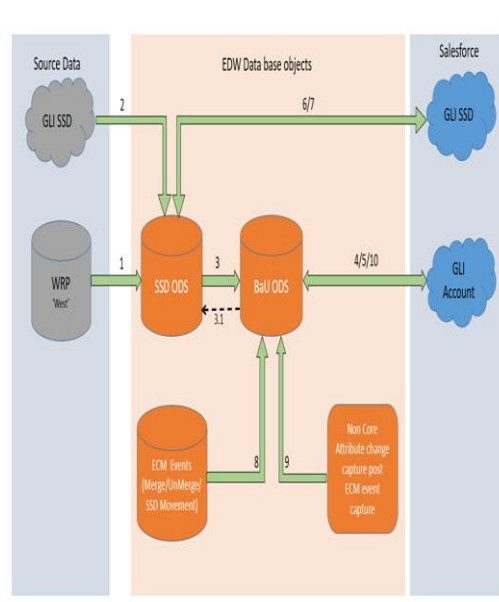 Source Data
EDW Data base objects
Salesforce
GLI SSD
2
6/7
GLI SSD
WRP
'West'
1
SSD ODS
3
BaU ODS
4/5/10
GLI
Account
3.1
ECM Events
(Merge/UnMerge/
SSD Movement)
8
9
Non Core
Attribute change
capture post
ECM event
capture